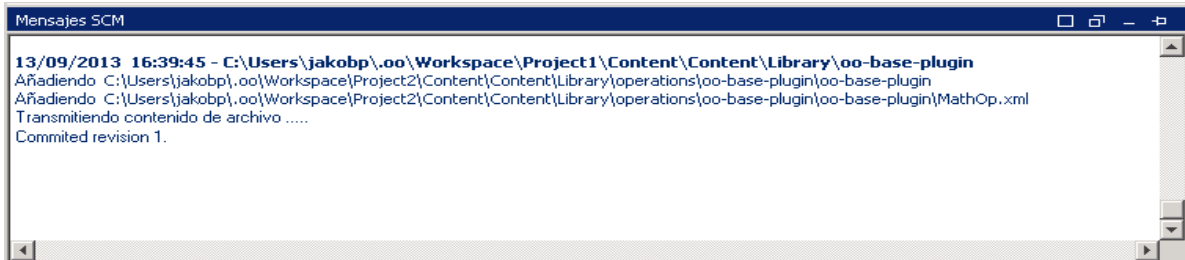 Mensajes SCM
13/09/2013 16:39:45 - C:\Users\jakobp\.oo\Workspace\Project1\Content\Content\Library\oo-base-plugin
Añadiendo C:\Users\jakobp\.oo\Workspace\Project2\Content\Content\Library\operations\oo-base-plugin\oo-base-plugin
Añadiendo C:\Users\jakobp\.oo\Workspace\Project2\Content\Content\Library\operations\oo-base-plugin\oo-base-plugin\MathOp.xml
Transmitiendo contenido de archivo .....
Commited revision 1.